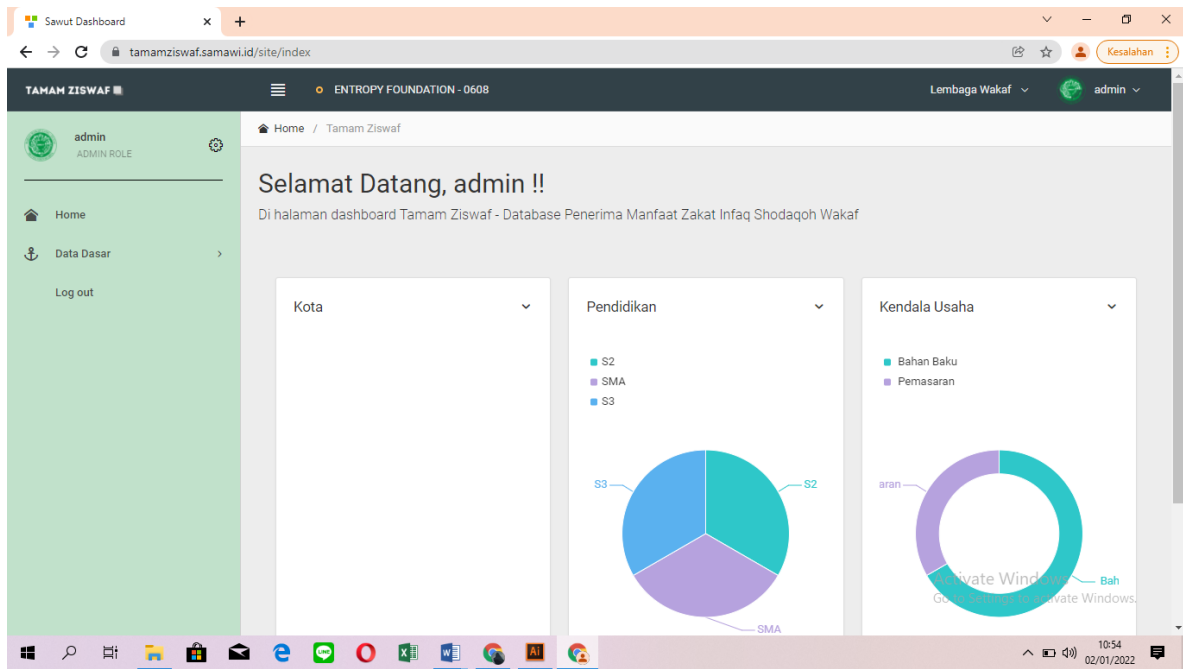 Sawut Dashboard
tamamziswaf.samawi.id/site/index
Kesalahan
TAMAM ZISWAF
ENTROPY FOUNDATION - 0608
Lembaga Wakaf
admin
admin
ADMIN ROLE
Home / Tamam Ziswaf
Selamat Datang, admin !!
Di halaman dashboard Tamam Ziswaf - Database Penerima Manfaat Zakat Infaq Shodaqoh Wakaf
Home
Data Dasar
Log out
Kota
Pendidikan
S2
SMA
S3
S3
S2
SMA
Kendala Usaha
Bahan Baku
Pemasaran
aran
Bah
Activate Windows
Go to Settings to activate Windows.
LINE
Ai
10:54
02/01/2022